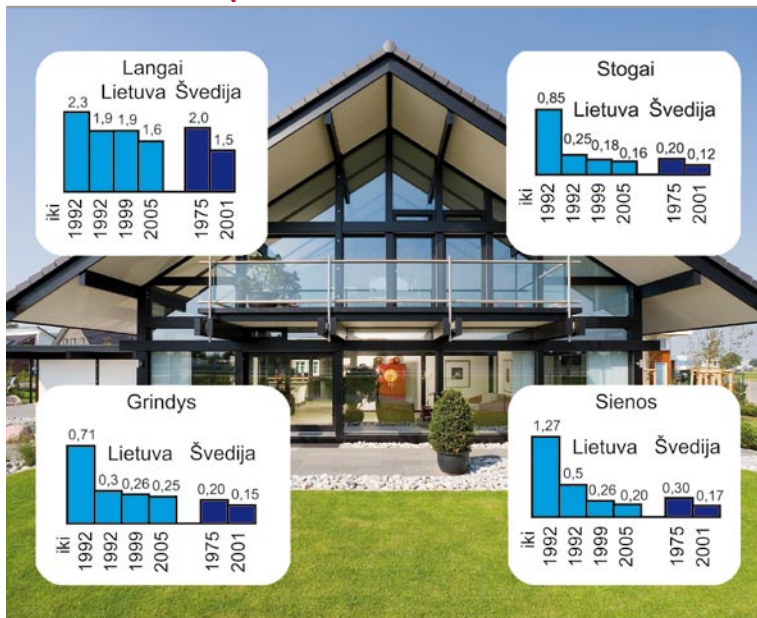 Langai
Lietuva Švedija
2,3 1,9 1,9 1,6 2,0 1,5
iki 1992 1992 1999 2005 1975 2001
Stogai
Lietuva Švedija
0,85 0,25 0,18 0,16 0,20 0,12
iki 1992 1992 1999 2005 1975 2001
Grindys
Lietuva Švedija
0,71 0,3 0,26 0,25 0,20 0,15
iki 1992 1992 1999 2005 1975 2001
Sienos
Lietuva Švedija
1,27 0,5 0,26 0,20 0,30 0,17
iki 1992 1992 1999 2005 1975 2001